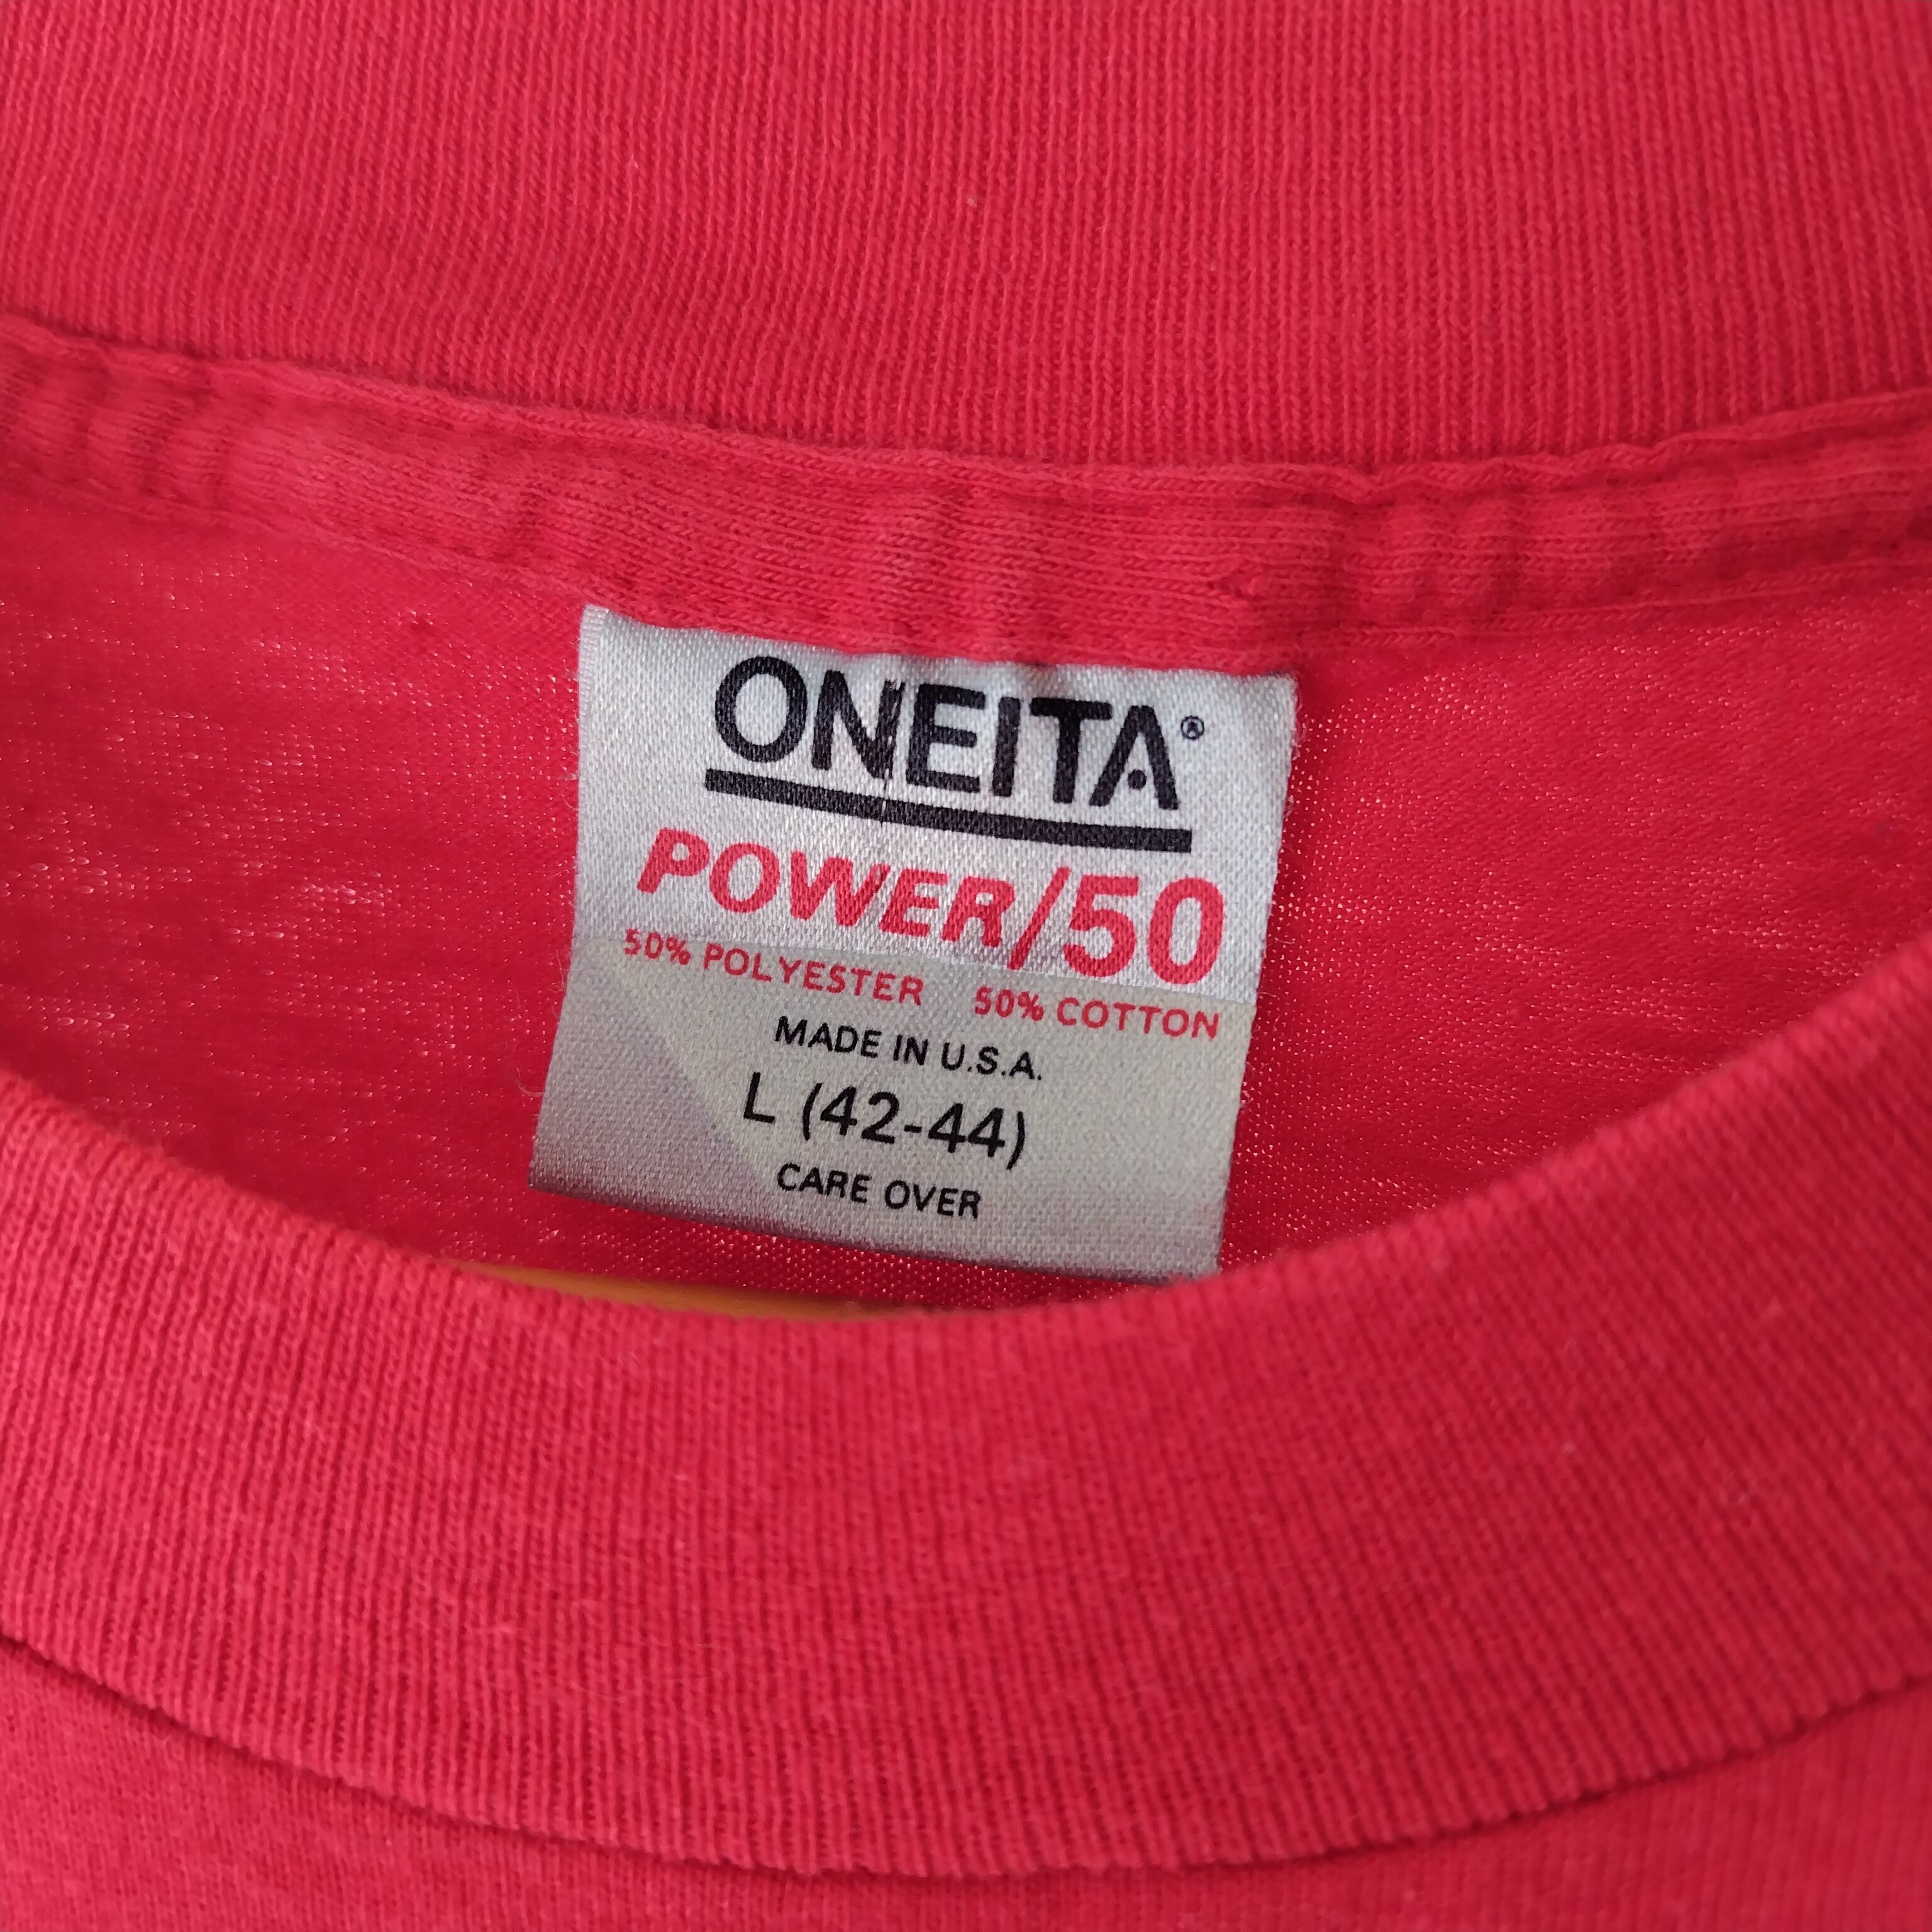 ONEITA®
POWER/50
50% POLYESTER 50% COTTON
MADE IN U.S.A.
L (42-44)
CARE OVER